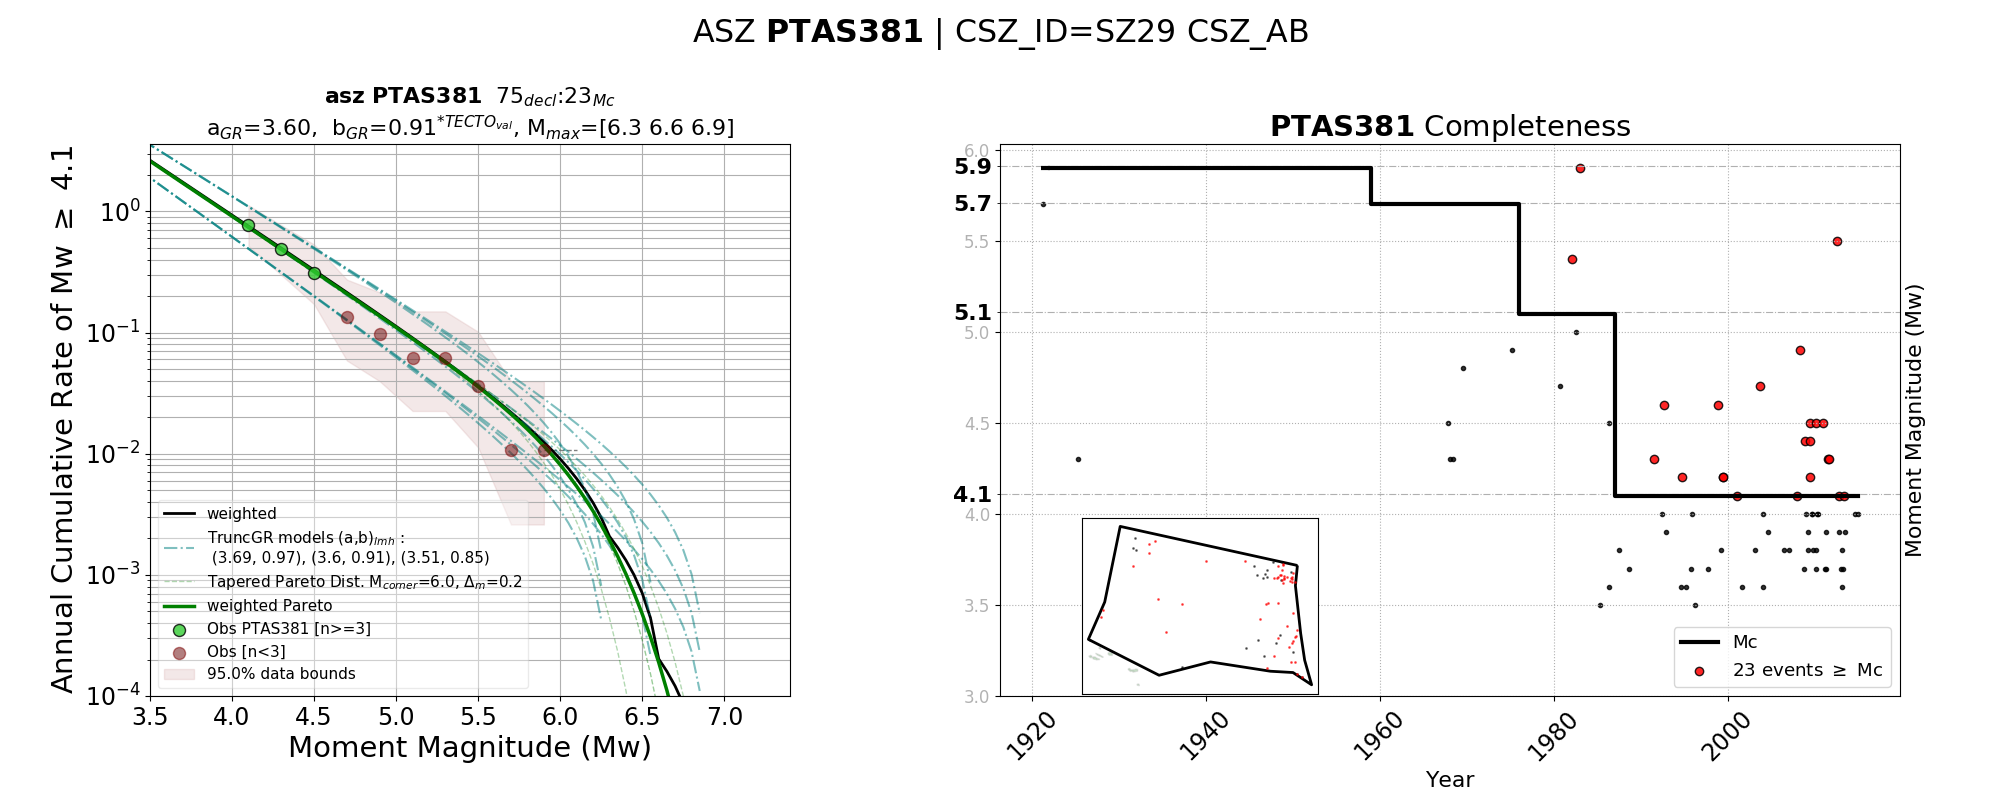 ASZ PTAS381 | CSZ_ID=SZ29 CSZ_AB
asz PTAS381 75decl:23Mc
aGR=3.60, bGR=0.91*TECTOval, Mmax=[6.3 6.6 6.9]
Annual Cumulative Rate of Mw ≥ 4.1
10^0
10^−1
10^−2
10^−3
10^−4
weighted
TruncGR models (a,b)lmh :
(3.69, 0.97), (3.6, 0.91), (3.51, 0.85)
Tapered Pareto Dist. Mcorner=6.0, Δm=0.2
weighted Pareto
Obs PTAS381 [n>=3]
Obs [n<3]
95.0% data bounds
3.5 4.0 4.5 5.0 5.5 6.0 6.5 7.0
Moment Magnitude (Mw)
PTAS381 Completeness
6.0
5.9
5.7
5.5
5.1
5.0
4.5
4.1
4.0
3.5
3.0
Mc
23 events ≥ Mc
1920 1940 1960 1980 2000
Year
Moment Magnitude (Mw)